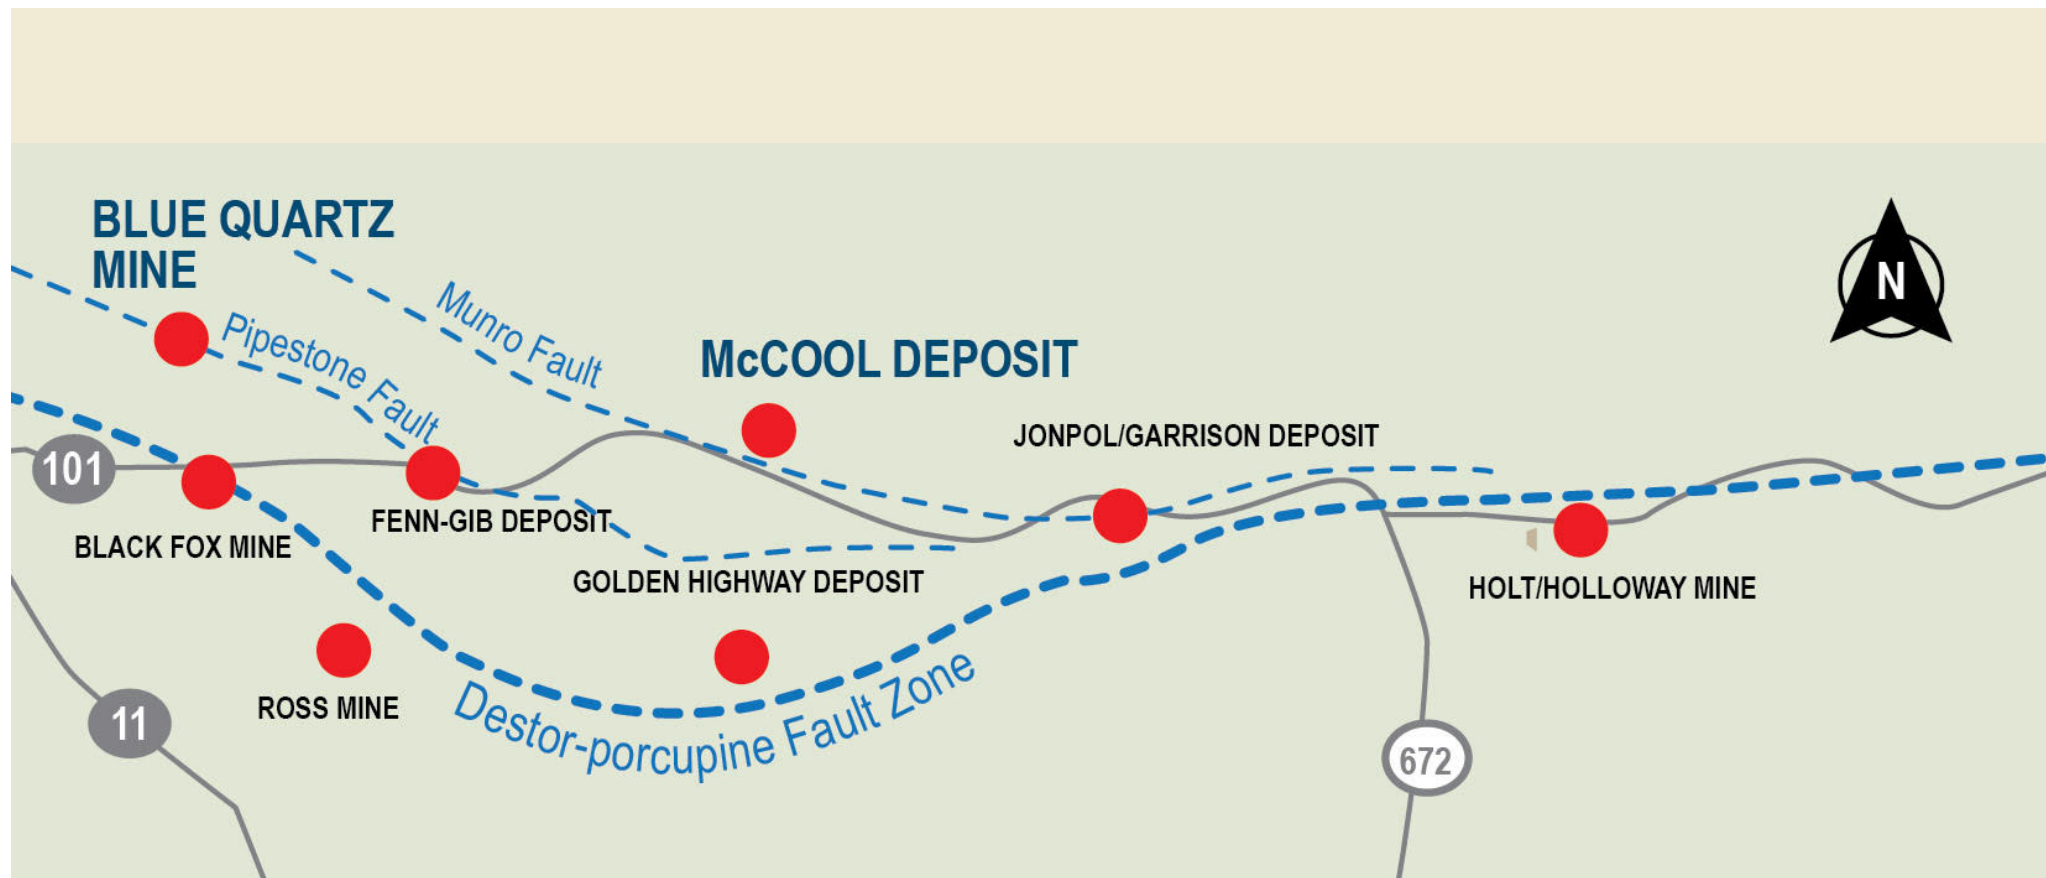 BLUE QUARTZ
MINE
N
Munro Fault
Pipestone Fault
McCOOL DEPOSIT
JONPOL/GARRISON DEPOSIT
101
FENN-GIB DEPOSIT
BLACK FOX MINE
GOLDEN HIGHWAY DEPOSIT
HOLT/HOLLOWAY MINE
ROSS MINE
Destor-porcupine Fault Zone
11
672